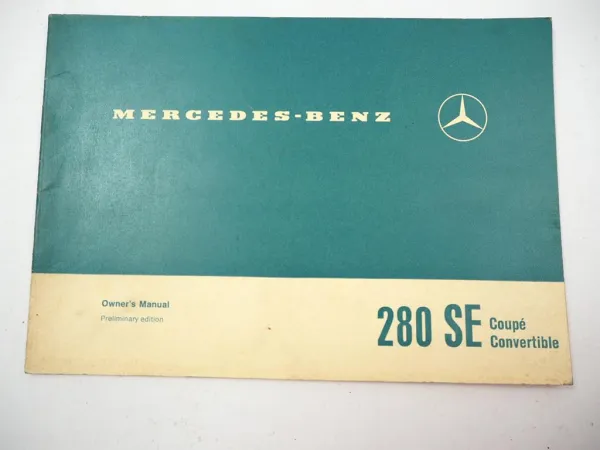 MERCEDES-BENZ
Owner's Manual
Preliminary edition
280 SE Coupé
Convertible